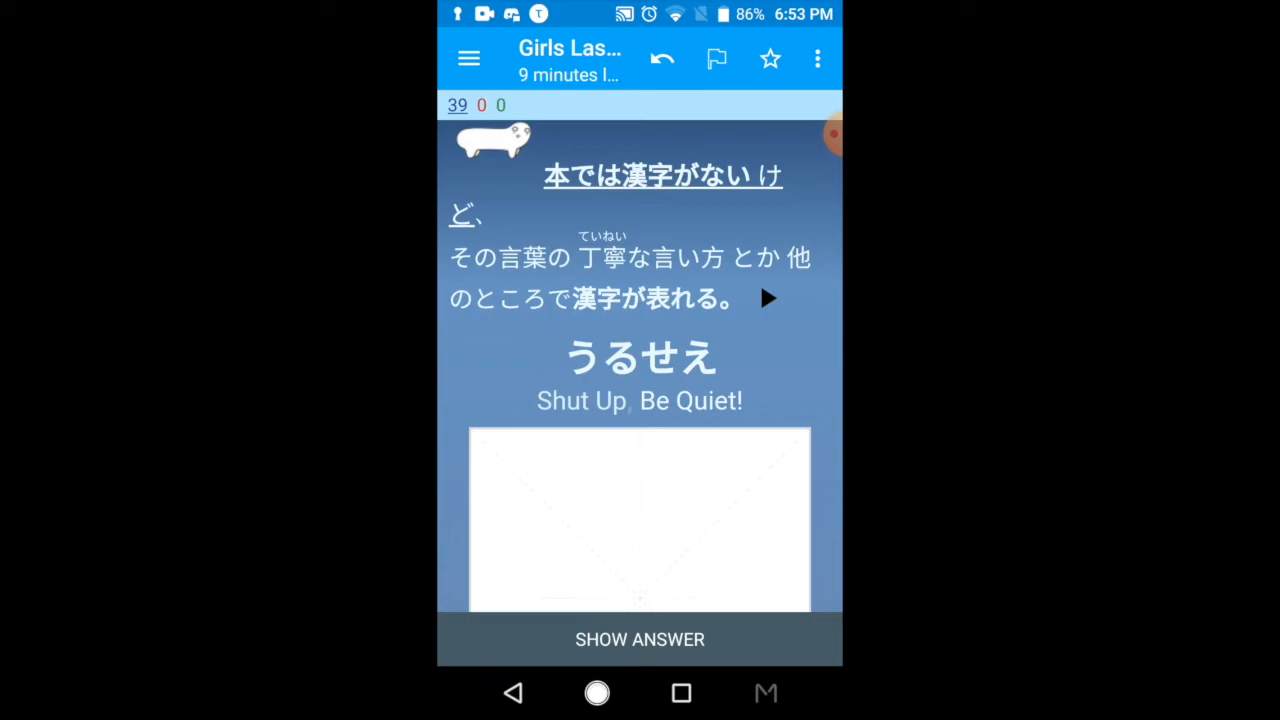 86% 6:53 PM
Girls Las...
9 minutes l...
39 0 0
本では漢字がない け
ど、
ていねい
その言葉の 丁寧な言い方 とか 他
のところで漢字が表れる。
うるせえ
Shut Up, Be Quiet!
SHOW ANSWER